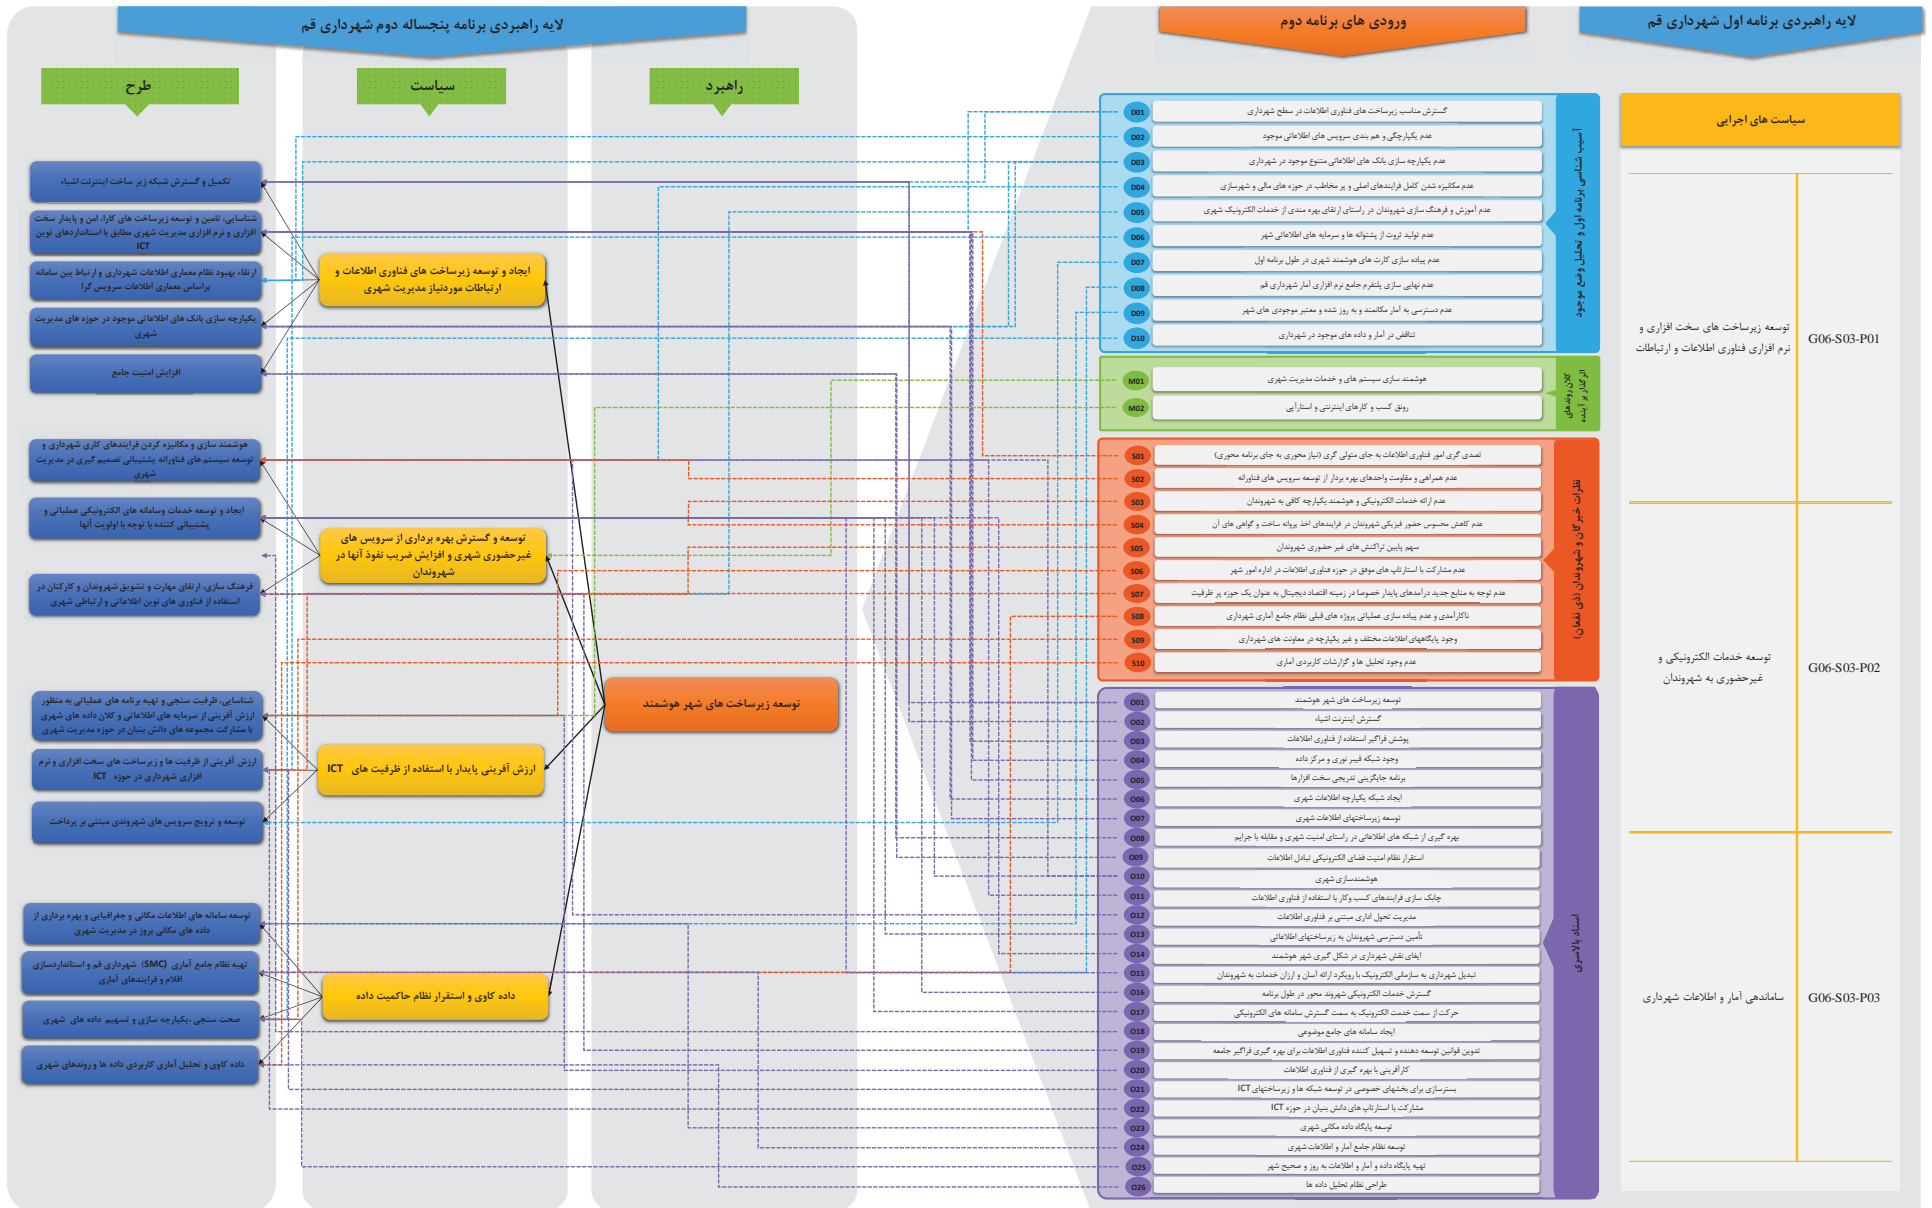 لایه راهبردی برنامه اول شهرداری قم
ورودی های برنامه دوم
لایه راهبردی برنامه پنجساله دوم شهرداری قم
سیاست های اجرایی
G06-S03-P01
توسعه زیرساخت های سخت افزاری و
نرم افزاری فناوری اطلاعات و ارتباطات
G06-S03-P02
توسعه خدمات الکترونیکی و
غیرحضوری به شهروندان
G06-S03-P03
ساماندهی آمار و اطلاعات شهرداری
آسیب شناسی برنامه اول و تحلیل وضع موجود
گسترش مناسب زیرساخت های فناوری اطلاعات در سطح شهرداری D01
عدم یکپارچگی و هم بندی سرویس های اطلاعاتی موجود D02
عدم یکپارچه سازی بانک های اطلاعاتی متنوع موجود در شهرداری D03
عدم مکانیزه شدن کامل فرایندهای اصلی و پر مخاطب در حوزه های مالی و شهرسازی D04
عدم آموزش و فرهنگ سازی شهروندان در راستای ارتقای بهره مندی از خدمات الکترونیک شهری D05
عدم تولید ثروت از پشتوانه ها و سرمایه های اطلاعاتی شهر D06
عدم پیاده سازی کارت های هوشمند شهری در طول برنامه اول D07
عدم نهایی سازی پلتفرم جامع نرم افزاری آمار شهرداری قم D08
عدم دسترسی به آمار مکانمند و به روز شده و معتبر موجودی های شهر D09
تناقض در آمار و داده های موجود در شهرداری D10
کلان روندهای
اثرگذار بر آینده
هوشمند سازی سیستم های و خدمات مدیریت شهری M01
رونق کسب و کارهای اینترنتی و استارآپی M02
نظرات خبرگان و شهروندان (ذی نفعان)
تصدی گری امور فناوری اطلاعات به جای متولی گری (نیاز محوری به جای برنامه محوری) S01
عدم همراهی و مقاومت واحدهای بهره بردار از توسعه سرویس های فناورانه S02
عدم ارائه خدمات الکترونیکی و هوشمند یکپارچه کافی به شهروندان S03
عدم کاهش محسوس حضور فیزیکی شهروندان در فرایندهای اخذ پروانه ساخت و گواهی های آن S04
سهم پایین تراکنش های غیر حضوری شهروندان S05
عدم مشارکت با استارتاپ های موفق در حوزه فناوری اطلاعات در اداره امور شهر S06
عدم توجه به منابع جدید درآمدهای پایدار خصوصا در زمینه اقتصاد دیجیتال به عنوان یک حوزه پر ظرفیت S07
ناکارآمدی و عدم پیاده سازی عملیاتی پروژه های قبلی نظام جامع آماری شهرداری S08
وجود پایگاههای اطلاعات مختلف و غیر یکپارچه در معاونت های شهرداری S09
عدم وجود تحلیل ها و گزارشات کاربردی آماری S10
اسناد بالاسری
توسعه زیرساخت های شهر هوشمند O01
گسترش اینترنت اشیاء O02
پوشش فراگیر استفاده از فناوری اطلاعات O03
وجود شبکه فیبر نوری و مرکز داده O04
برنامه جایگزینی تدریجی سخت افزارها O05
ایجاد شبکه یکپارچه اطلاعات شهری O06
توسعه زیرساختهای اطلاعات شهری O07
بهره گیری از شبکه های اطلاعاتی در راستای امنیت شهری و مقابله با جرایم O08
استقرار نظام امنیت فضای الکترونیکی تبادل اطلاعات O09
هوشمندسازی شهری O10
چابک سازی فرایندهای کسب وکار با استفاده از فناوری اطلاعات O11
مدیریت تحول اداری مبتنی بر فناوری اطلاعات O12
تأمین دسترسی شهروندان به زیرساختهای اطلاعاتی O13
ایفای نقش شهرداری در شکل گیری شهر هوشمند O14
تبدیل شهرداری به سازمانی الکترونیک با رویکرد ارائه آسان و ارزان خدمات به شهروندان O15
گسترش خدمات الکترونیکی شهروند محور در طول برنامه O16
حرکت از سمت خدمت الکترونیک به سمت گسترش سامانه های الکترونیکی O17
ایجاد سامانه های جامع موضوعی O18
تدوین قوانین توسعه دهنده و تسهیل کننده فناوری اطلاعات برای بهره گیری فراگیر جامعه O19
کارآفرینی با بهره گیری از فناوری اطلاعات O20
بسترسازی برای بخشهای خصوصی در توسعه شبکه ها و زیرساختهای ICT O21
مشارکت با استارتاپ های دانش بنیان در حوزه ICT O22
توسعه پایگاه داده مکانی شهری O23
توسعه نظام جامع آمار و اطلاعات شهری O24
تهیه پایگاه داده و آمار و اطلاعات به روز و صحیح شهر O25
طراحی نظام تحلیل داده ها O26
راهبرد
توسعه زیرساخت های شهر هوشمند
سیاست
ایجاد و توسعه زیرساخت های فناوری اطلاعات و
ارتباطات موردنیاز مدیریت شهری
توسعه و گسترش بهره برداری از سرویس های
غیرحضوری شهری و افزایش ضریب نفوذ آنها در
شهروندان
ارزش آفرینی پایدار با استفاده از ظرفیت های ICT
داده کاوی و استقرار نظام حاکمیت داده
طرح
تکمیل و گسترش شبکه زیر ساخت اینترنت اشیاء
شناسایی، تامین و توسعه زیرساخت های کارا، امن و پایدار سخت
افزاری و نرم افزاری مدیریت شهری مطابق با استانداردهای نوین
ICT
ارتقاء بهبود نظام معماری اطلاعات شهرداری و ارتباط بین سامانه
براساس معماری اطلاعات سرویس گرا
یکپارچه سازی بانک های اطلاعاتی موجود در حوزه های مدیریت
شهری
افزایش امنیت جامع
هوشمند سازی و مکانیزه کردن فرایندهای کاری شهرداری و
توسعه سیستم های فناورانه پشتیبانی تصمیم گیری در مدیریت
شهری
ایجاد و توسعه خدمات وسامانه های الکترونیکی عملیاتی و
پشتیبانی کننده با توجه با اولویت آنها
فرهنگ سازی، ارتقای مهارت و تشویق شهروندان و کارکنان در
استفاده از فناوری های نوین اطلاعاتی و ارتباطی شهری
شناسایی، ظرفیت سنجی و تهیه برنامه های عملیاتی به منظور
ارزش آفرینی از سرمایه های اطلاعاتی و کلان داده های شهری
با مشارکت مجموعه های دانش بنیان در حوزه مدیریت شهری
ارزش آفرینی از ظرفیت ها و زیرساخت های سخت افزاری و نرم
افزاری شهرداری در حوزه ICT
توسعه و ترویج سرویس های شهروندی مبتنی بر پرداخت
توسعه سامانه های اطلاعات مکانی و جغرافیایی و بهره برداری از
داده های مکانی بروز در مدیریت شهری
تهیه نظام جامع آماری (SMC) شهرداری قم و استانداردسازی
اقلام و فرایندهای آماری
صحت سنجی ،یکپارچه سازی و تسهیم داده های شهری
داده کاوی و تحلیل آماری کاربردی داده ها و روندهای شهری